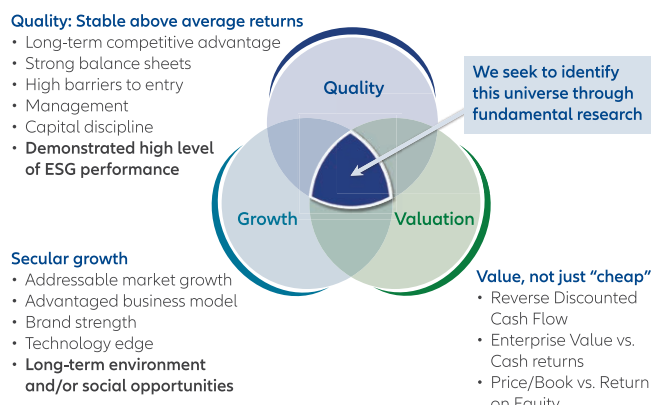 Quality: Stable above average returns
• Long-term competitive advantage
• Strong balance sheets
• High barriers to entry
• Management
• Capital discipline
• Demonstrated high level
of ESG performance
Quality
We seek to identify
this universe through
fundamental research
Growth
Valuation
Secular growth
• Addressable market growth
• Advantaged business model
• Brand strength
• Technology edge
• Long-term environment
and/or social opportunities
Value, not just “cheap”
• Reverse Discounted
Cash Flow
• Enterprise Value vs.
Cash returns
• Price/Book vs. Return
on Equity